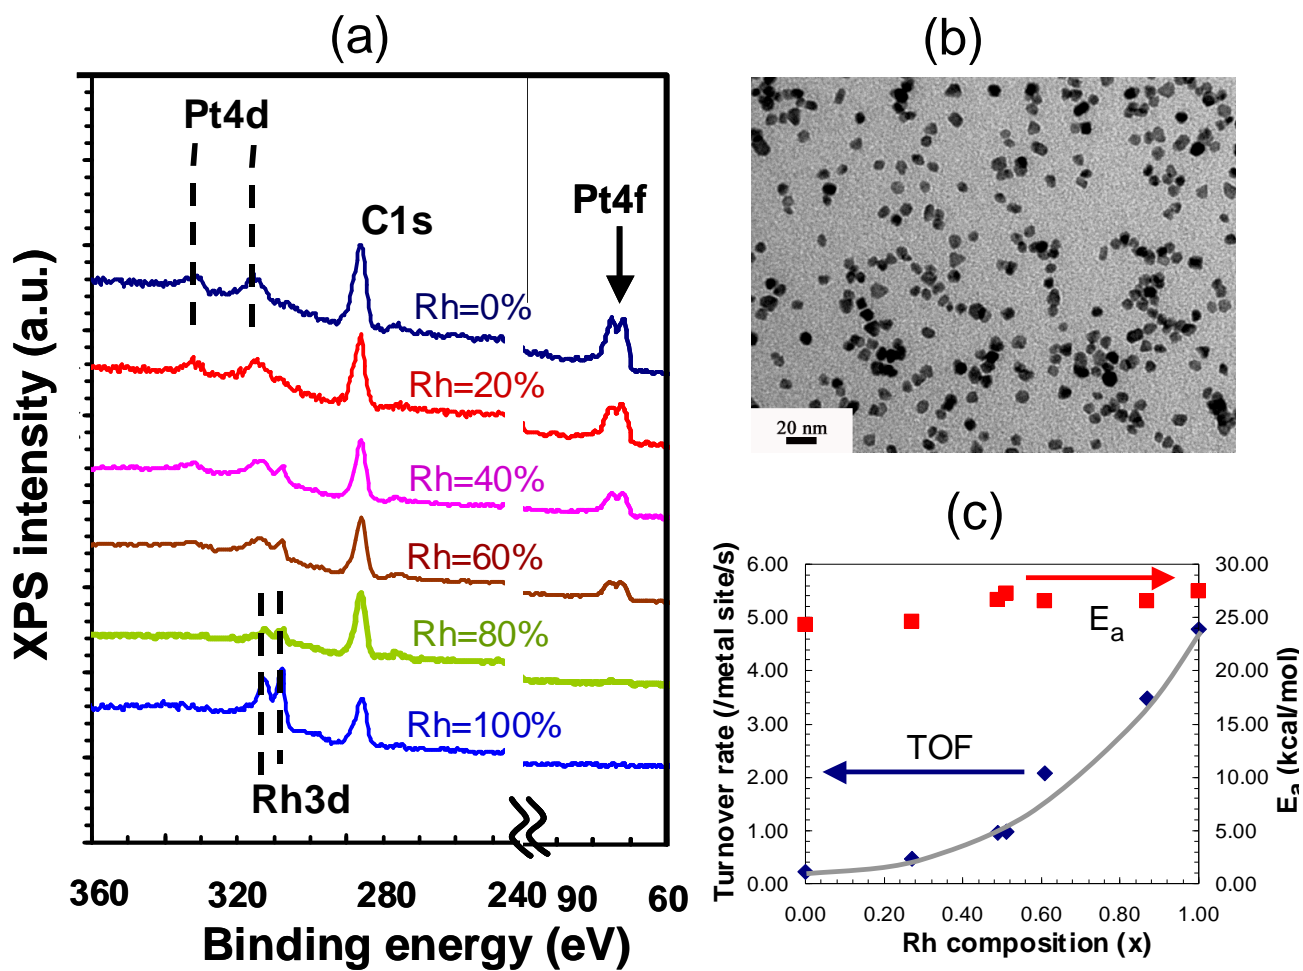 (a)
Pt4d
C1s
Pt4f
Rh=0%
Rh=20%
Rh=40%
Rh=60%
Rh=80%
Rh=100%
Rh3d
XPS intensity (a.u.)
360 320 280 240 90 60
Binding energy (eV)
(b)
20 nm
(c)
6.00 30.00
5.00 25.00
4.00 20.00
3.00 15.00
2.00 10.00
1.00 5.00
0.00 0.00
Ea
TOF
Turnover rate (/metal site/s)
Ea (kcal/mol)
0.00 0.20 0.40 0.60 0.80 1.00
Rh composition (x)